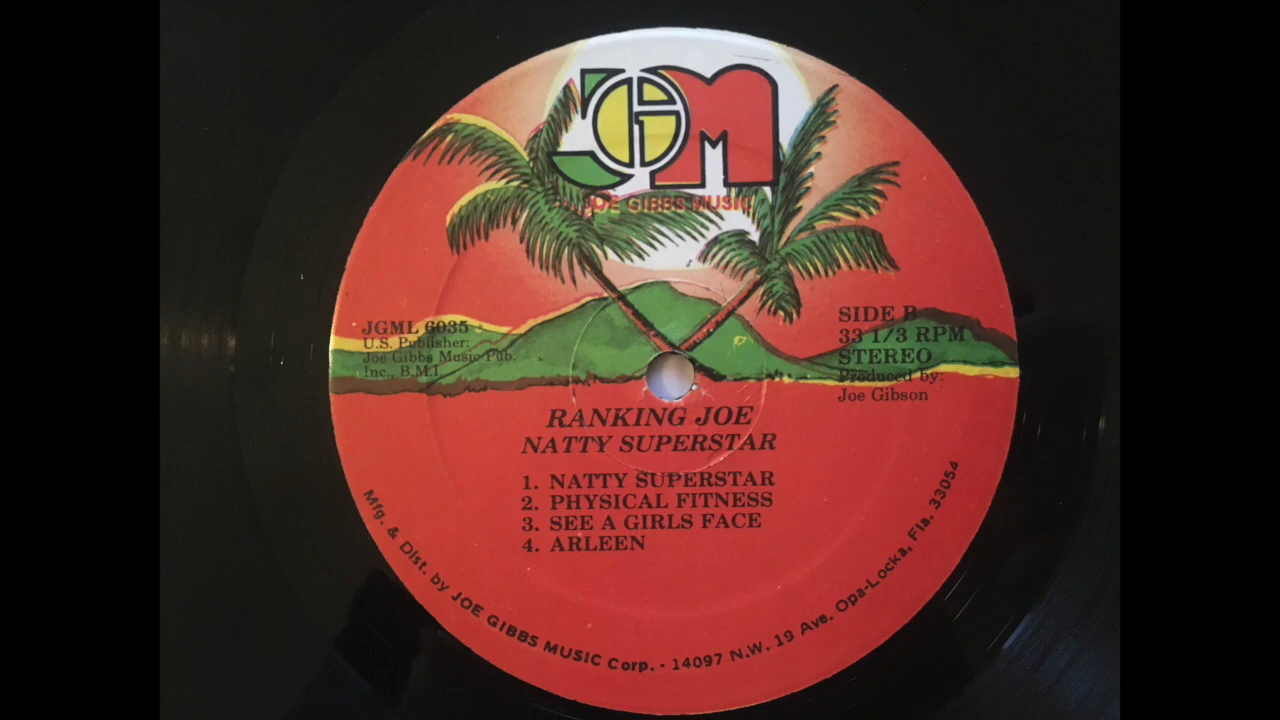 JGM
JOE GIBBS MUSIC
JGML 6035
U.S. Publisher:
Joe Gibbs Music Pub.
Inc., B.M.I.
SIDE B
33 1/3 RPM
STEREO
Produced by:
Joe Gibson
RANKING JOE
NATTY SUPERSTAR
1. NATTY SUPERSTAR
2. PHYSICAL FITNESS
3. SEE A GIRLS FACE
4. ARLEEN
Mfg. & Dist. by JOE GIBBS MUSIC Corp. - 14097 N.W. 19 Ave. Opa-Locka, Fla. 33054